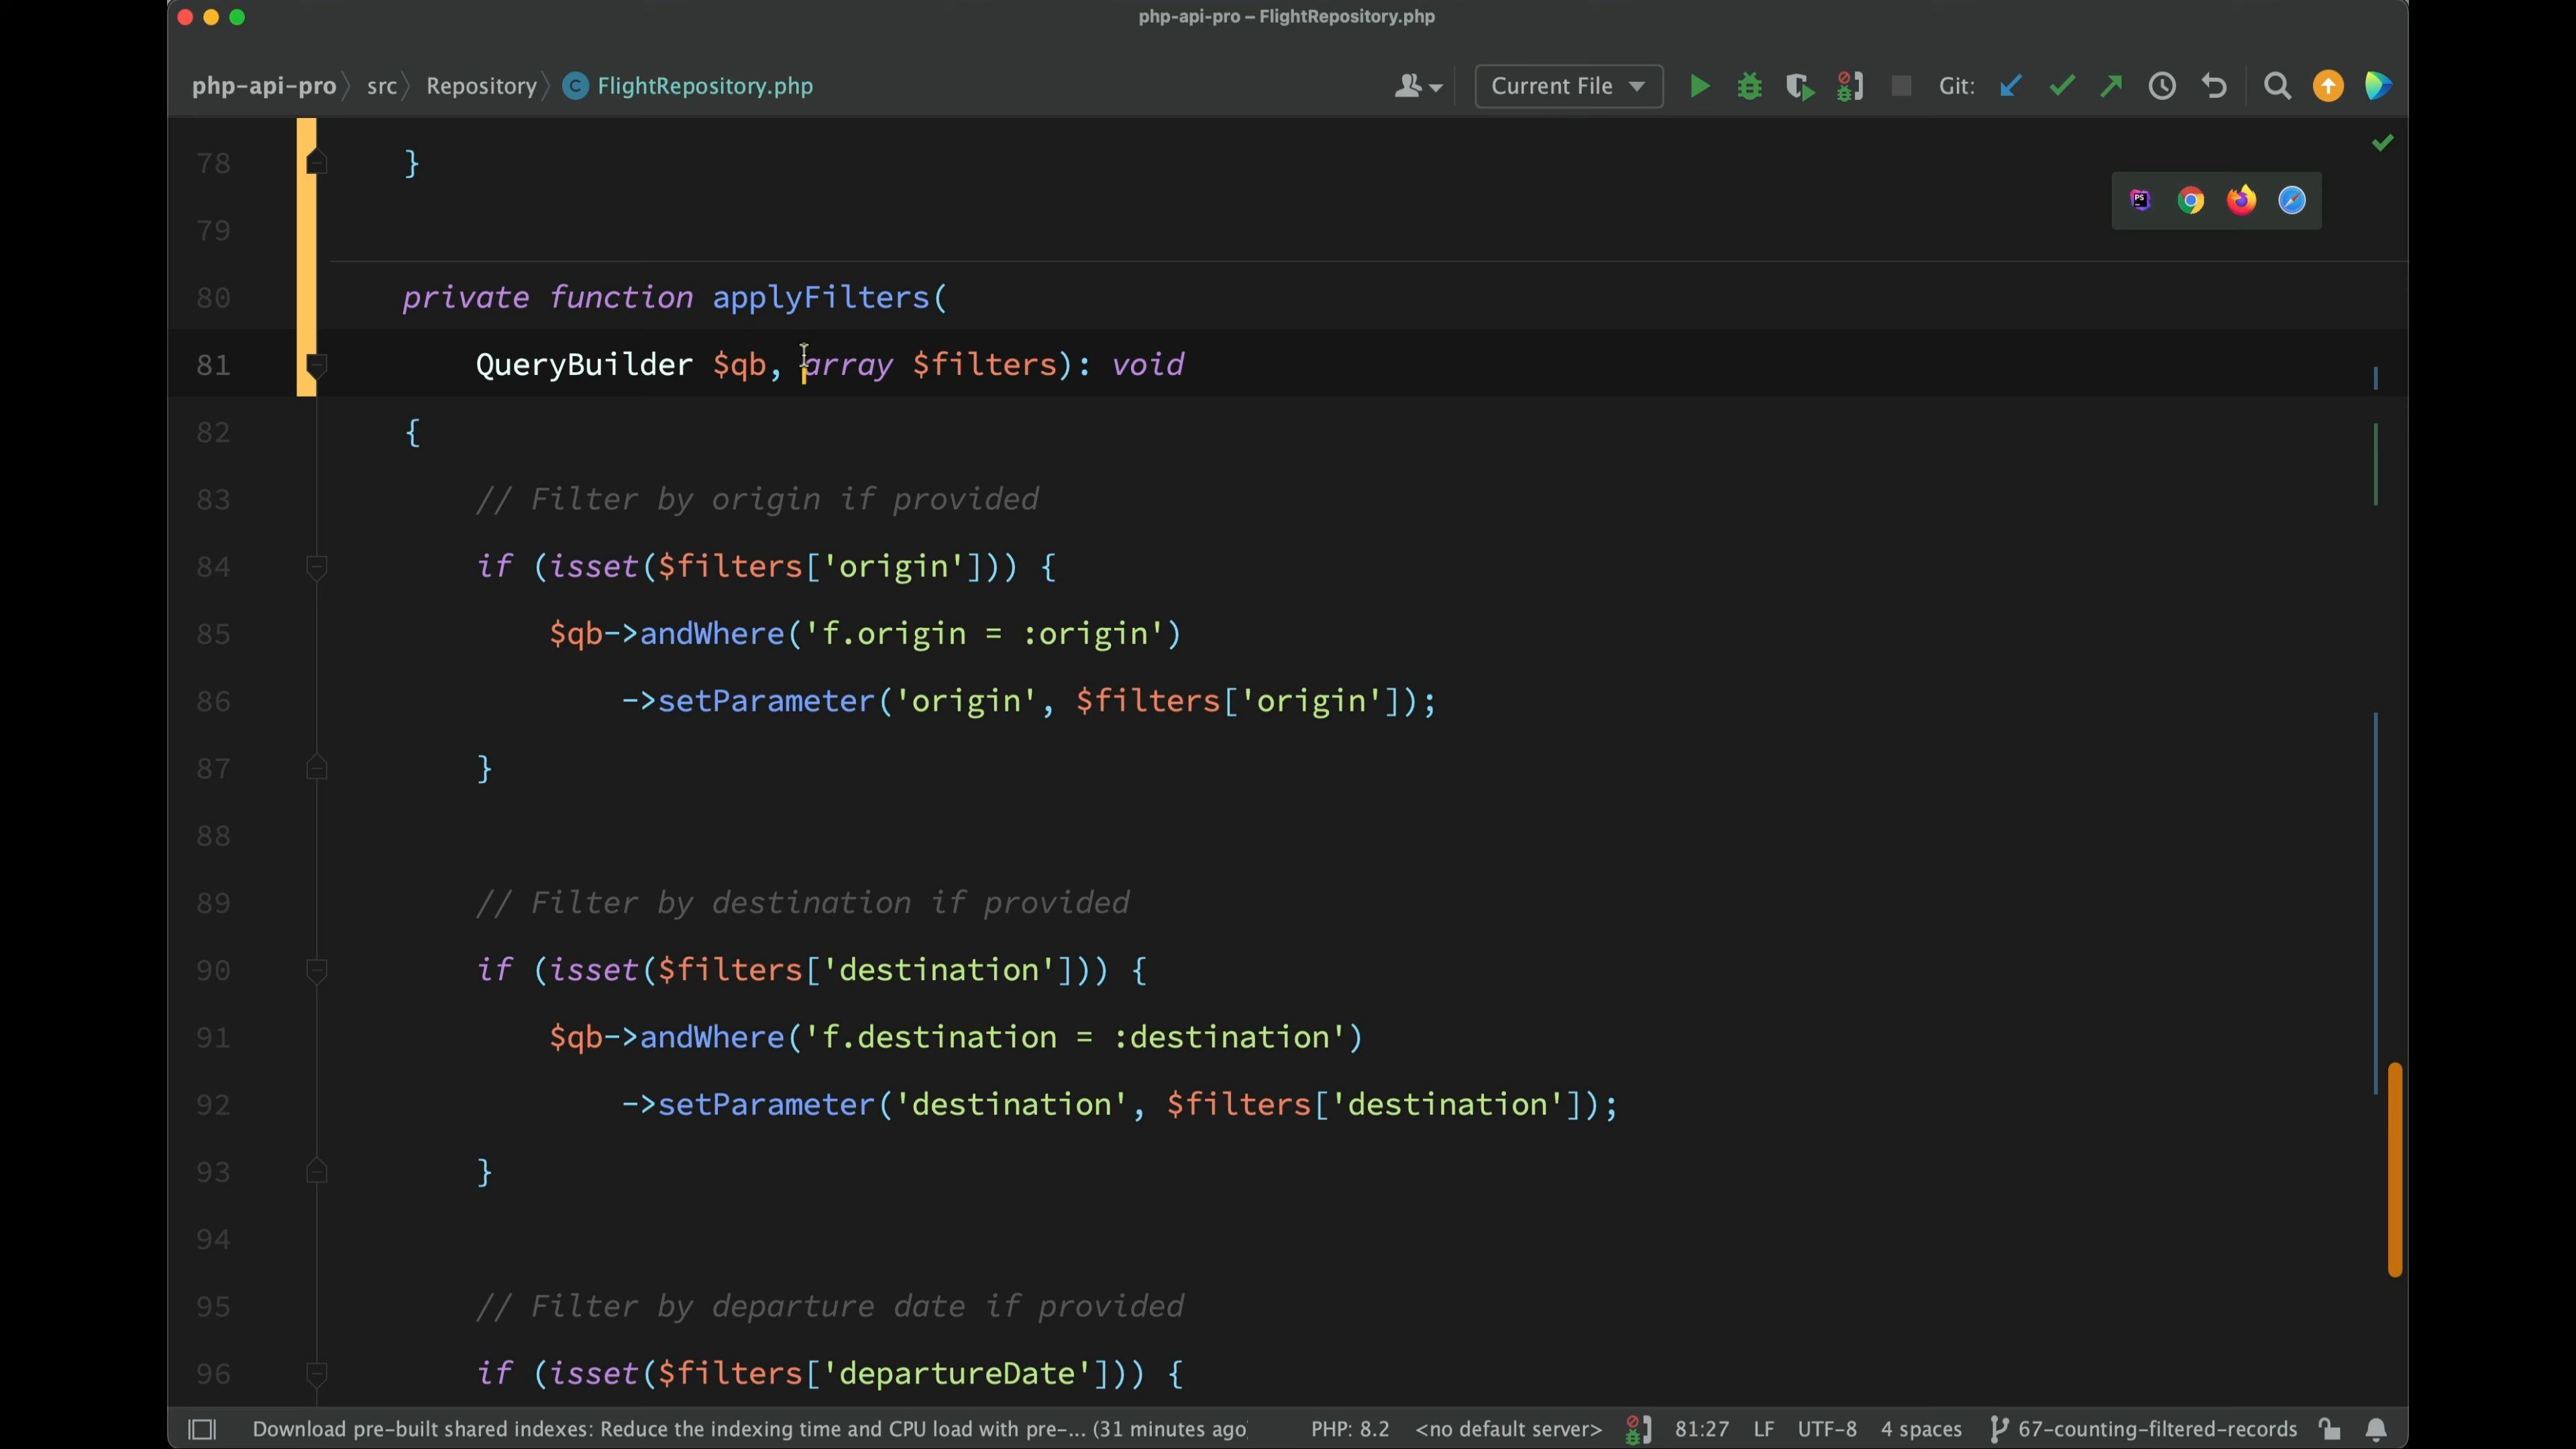 php-api-pro – FlightRepository.php
php-api-pro src Repository C FlightRepository.php Current File Git:
78 }
79
80 private function applyFilters(
81 QueryBuilder $qb, array $filters): void
82 {
83 // Filter by origin if provided
84 if (isset($filters['origin'])) {
85 $qb->andWhere('f.origin = :origin')
86 ->setParameter('origin', $filters['origin']);
87 }
88
89 // Filter by destination if provided
90 if (isset($filters['destination'])) {
91 $qb->andWhere('f.destination = :destination')
92 ->setParameter('destination', $filters['destination']);
93 }
94
95 // Filter by departure date if provided
96 if (isset($filters['departureDate'])) {
PS
Download pre-built shared indexes: Reduce the indexing time and CPU load with pre-... (31 minutes ago) PHP: 8.2 <no default server> 81:27 LF UTF-8 4 spaces 67-counting-filtered-records